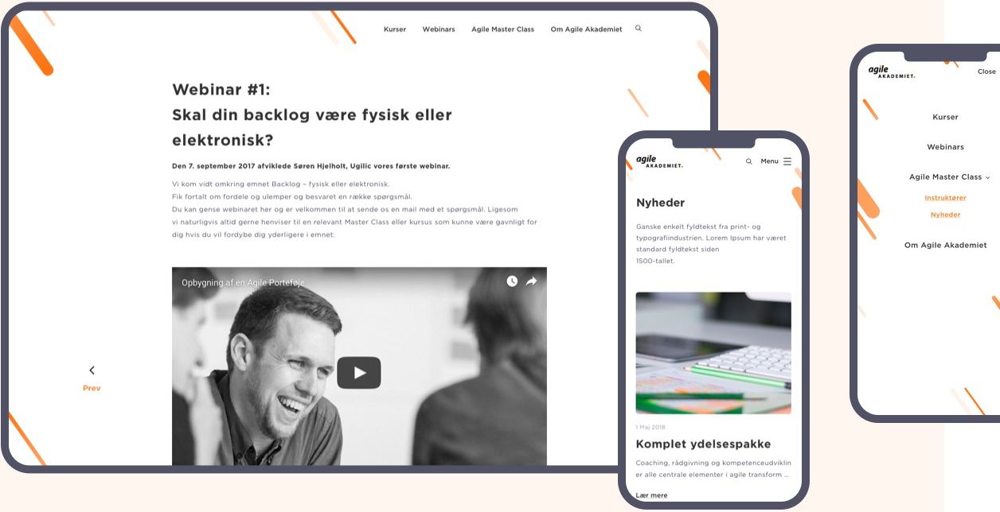 Kurser Webinars Agile Master Class Om Agile Akademiet
Webinar #1:
Skal din backlog være fysisk eller
elektronisk?
Den 7. september 2017 afviklede Søren Hjelholt, Ugilic vores første webinar.
Vi kom vidt omkring emnet Backlog – fysisk eller elektronisk.
Fik fortalt om fordele og ulemper og besvaret en række spørgsmål.
Du kan gense webinaret her og er velkommen til at sende os en mail med et spørgsmål. Ligesom
vi naturligvis altid gerne henviser til en relevant Master Class eller kursus som kunne være gavnligt for
dig hvis du vil fordybe dig yderligere i emnet:
Opbygning af en Agile Porteføje
Prev
agile
AKADEMIET.
Menu
Nyheder
Ganske enkelt fyldtekst fra print- og
typografiindustrien. Lorem Ipsum har været
standard fyldtekst siden
1500-tallet.
1 Maj 2018
Komplet ydelsespakke
Coaching, rådgivning og kompetenceudviklin
er alle centrale elementer i agile transform ...
Lær mere
agile
AKADEMIET.
Close
Kurser
Webinars
Agile Master Class
Instruktører
Nyheder
Om Agile Akademiet